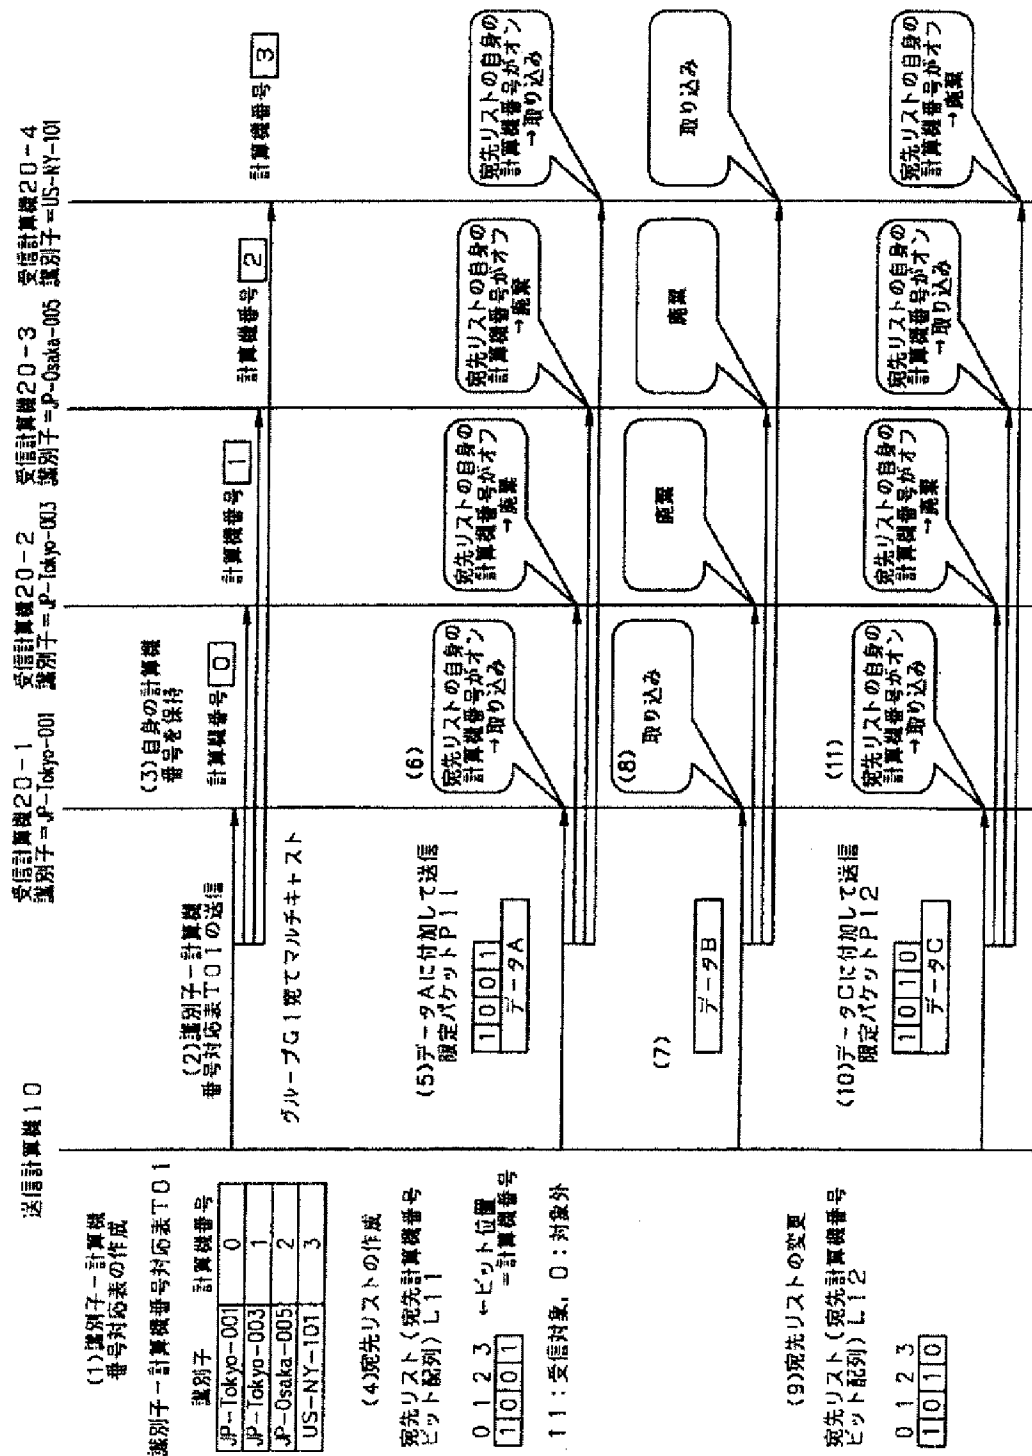 送信計算機10
受信計算機20-1
識別子=JP-Tokyo-001
受信計算機20-2
識別子=JP-Tokyo-003
受信計算機20-3
識別子=JP-Osaka-005
受信計算機20-4
識別子=US-NY-101
(1)識別子-計算機
番号対応表の作成
識別子-計算機番号対応表T01
識別子 計算機番号
JP-Tokyo-001 0
JP-Tokyo-003 1
JP-Osaka-005 2
US-NY-101 3
(2)識別子-計算機
番号対応表T01の送信
グループG1宛てマルチキャスト
(3)自身の計算機
番号を保持
計算機番号 0
計算機番号 1
計算機番号 2
計算機番号 3
(4)宛先リストの作成
宛先リスト(宛先計算機番号
ビット配列)L11
0 1 2 3 ←ビット位置
=計算機番号
1 0 0 1
11:受信対象, 0:対象外
(5)データAに付加して送信
限定パケットP11
1 0 0 1
データA
(6)
宛先リストの自身の
計算機番号がオン
→取り込み
宛先リストの自身の
計算機番号がオフ
→廃棄
宛先リストの自身の
計算機番号がオフ
→廃棄
宛先リストの自身の
計算機番号がオン
→取り込み
(7)
データB
(8)
取り込み
廃棄
廃棄
取り込み
(9)宛先リストの変更
宛先リスト(宛先計算機番号
ビット配列)L12
0 1 2 3
1 0 1 0
(10)データCに付加して送信
限定パケットP12
1 0 1 0
データC
(11)
宛先リストの自身の
計算機番号がオン
→取り込み
宛先リストの自身の
計算機番号がオフ
→廃棄
宛先リストの自身の
計算機番号がオン
→取り込み
宛先リストの自身の
計算機番号がオフ
→廃棄